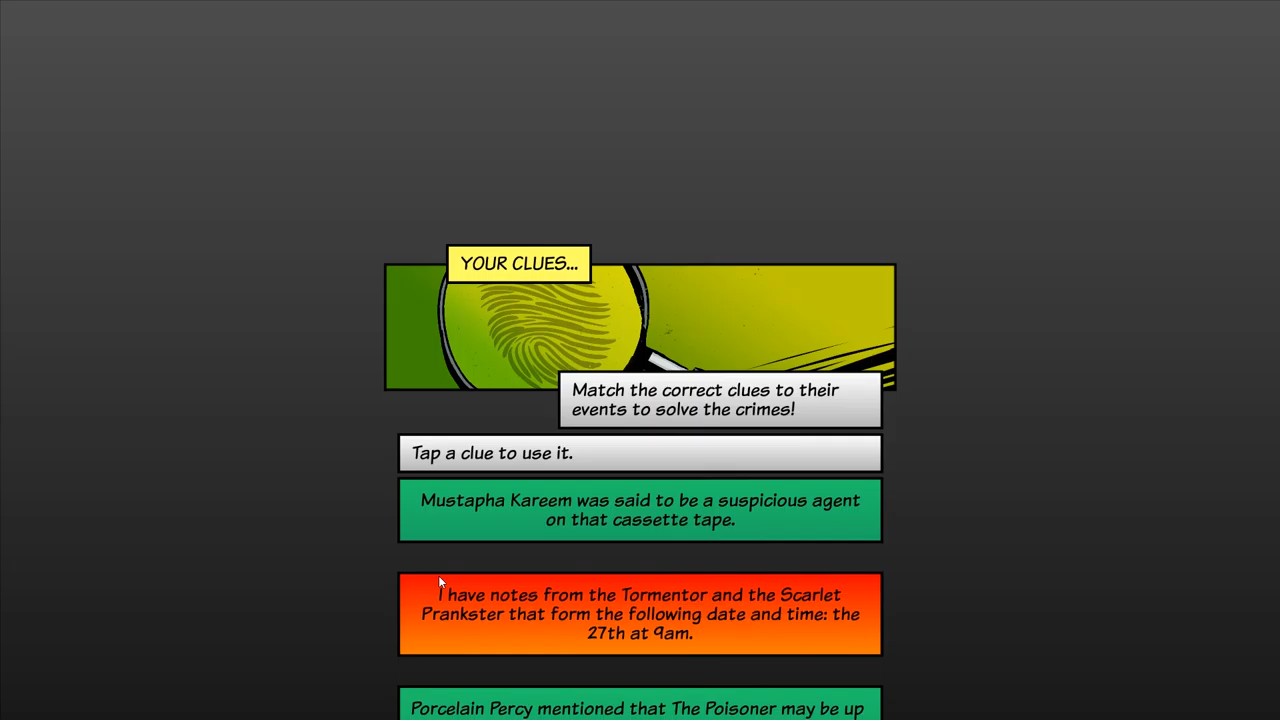 YOUR CLUES...
Match the correct clues to their
events to solve the crimes!
Tap a clue to use it.
Mustapha Kareem was said to be a suspicious agent
on that cassette tape.
I have notes from the Tormentor and the Scarlet
Prankster that form the following date and time: the
27th at 9am.
Porcelain Percy mentioned that The Poisoner may be up